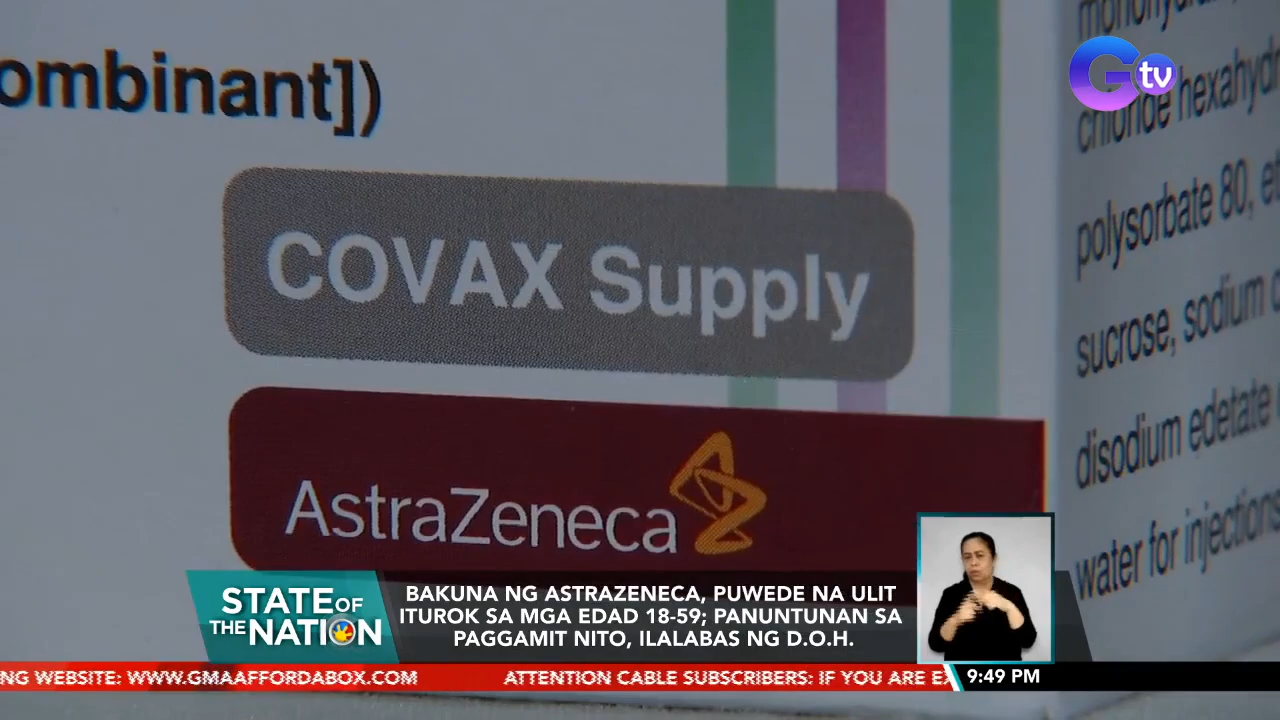 ombinant])
COVAX Supply
AstraZeneca
chloride hexahyd
polysorbate 80, e
sucrose, sodium
disodium edetate
water for injections
G tv
STATE OF
THE NATION
BAKUNA NG ASTRAZENECA, PUWEDE NA ULIT
ITUROK SA MGA EDAD 18-59; PANUNTUNAN SA
PAGGAMIT NITO, ILALABAS NG D.O.H.
NG WEBSITE: WWW.GMAAFFORDABOX.COM ATTENTION CABLE SUBSCRIBERS: IF YOU ARE EX
9:49 PM